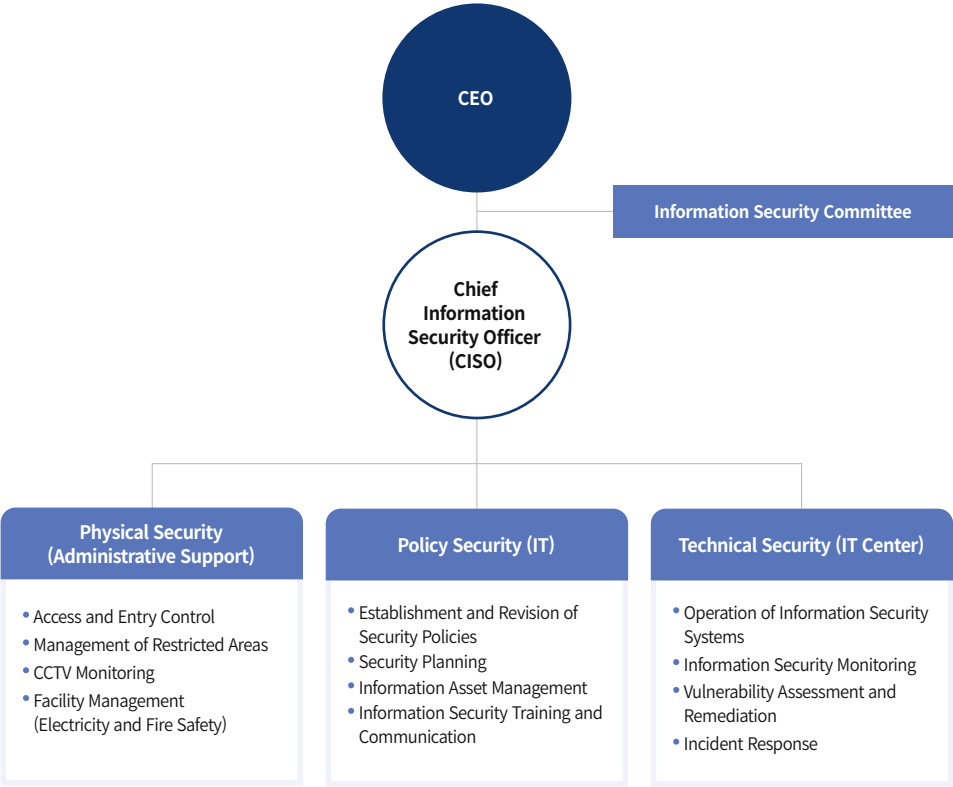 CEO
Information Security Committee
Chief
Information
Security Officer
(CISO)
Physical Security
(Administrative Support)
• Access and Entry Control
• Management of Restricted Areas
• CCTV Monitoring
• Facility Management
(Electricity and Fire Safety)
Policy Security (IT)
• Establishment and Revision of
Security Policies
• Security Planning
• Information Asset Management
• Information Security Training and
Communication
Technical Security (IT Center)
• Operation of Information Security
Systems
• Information Security Monitoring
• Vulnerability Assessment and
Remediation
• Incident Response